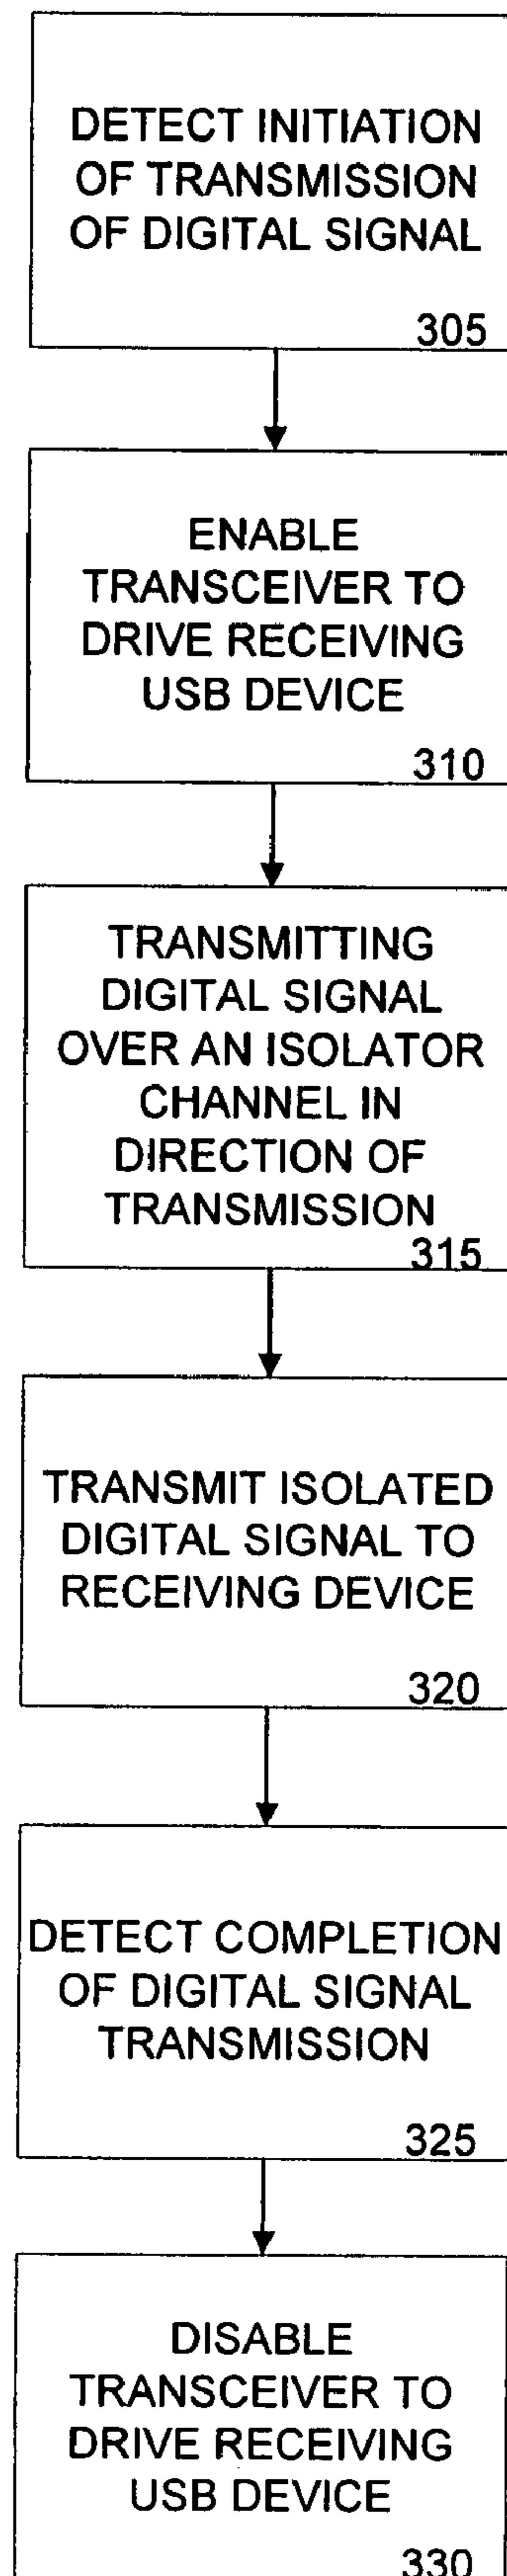 DETECT INITIATION
OF TRANSMISSION
OF DIGITAL SIGNAL
305
ENABLE
TRANSCEIVER TO
DRIVE RECEIVING
USB DEVICE
310
TRANSMITTING
DIGITAL SIGNAL
OVER AN ISOLATOR
CHANNEL IN
DIRECTION OF
TRANSMISSION
315
TRANSMIT ISOLATED
DIGITAL SIGNAL TO
RECEIVING DEVICE
320
DETECT COMPLETION
OF DIGITAL SIGNAL
TRANSMISSION
325
DISABLE
TRANSCEIVER TO
DRIVE RECEIVING
USB DEVICE
330